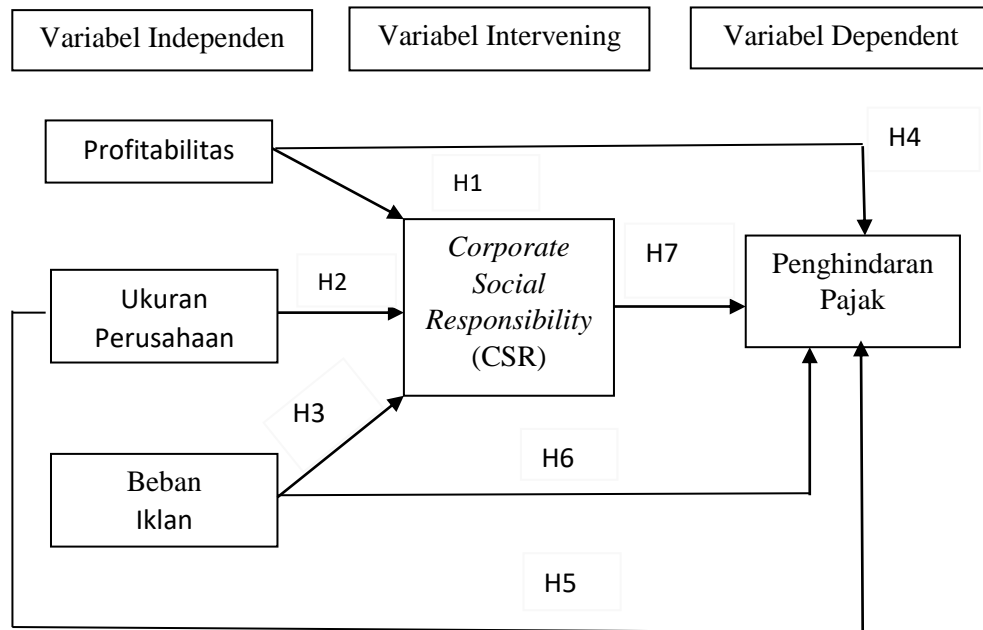 Variabel Independen
Variabel Intervening
Variabel Dependent
Profitabilitas
H4
H1
Corporate
Social
Responsibility
(CSR)
H7
Penghindaran
Pajak
Ukuran
Perusahaan
H2
H3
Beban
Iklan
H6
H5